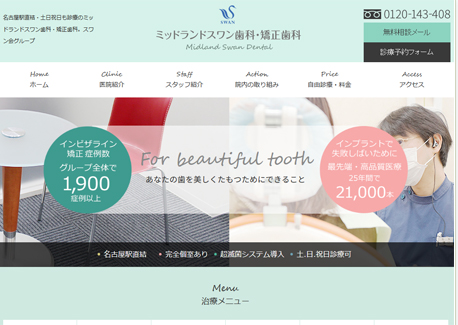 名古屋駅直結・土日祝日も診療のミッ
ドランドスワン歯科・矯正歯科。スワ
ン会グループ
SWAN
ミッドランドスワン歯科・矯正歯科
Midland Swan Dental
0120-143-408
無料相談メール
診療予約フォーム
Home
ホーム
Clinic
医院紹介
Staff
スタッフ紹介
Action
院内の取り組み
Price
自由診療・料金
Access
アクセス
インビザライン
矯正 症例数
グループ全体で
1,900
症例以上
For beautiful tooth
あなたの歯を美しくたもつためにできること
インプラントで
失敗しないために
最先端・高品質医療
25年間で
21,000本
名古屋駅直結
完全個室あり
超滅菌システム導入
土.日.祝日診療可
Menu
治療メニュー